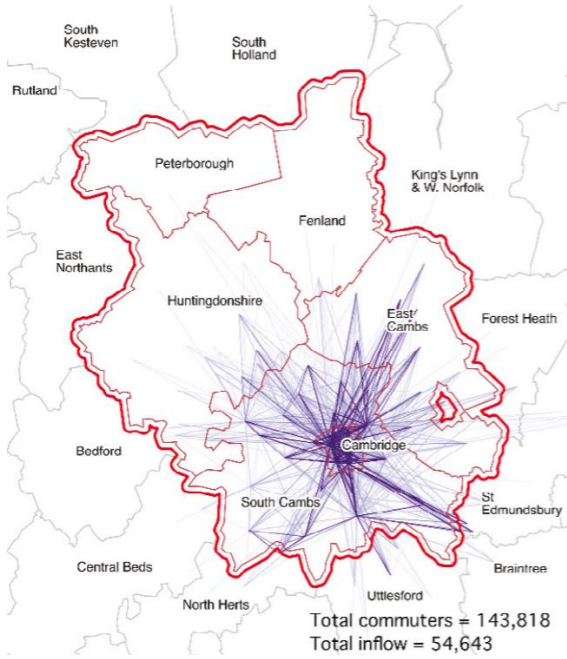 South
Kesteven
South
Holland
Rutland
Peterborough
King's Lynn
& W. Norfolk
Fenland
East
Northants
Huntingdonshire
East
Cambs
Forest Heath
Bedford
Cambridge
South Cambs
St
Edmundsbury
Central Beds
Braintree
North Herts
Uttlesford
Total commuters = 143,818
Total inflow = 54,643